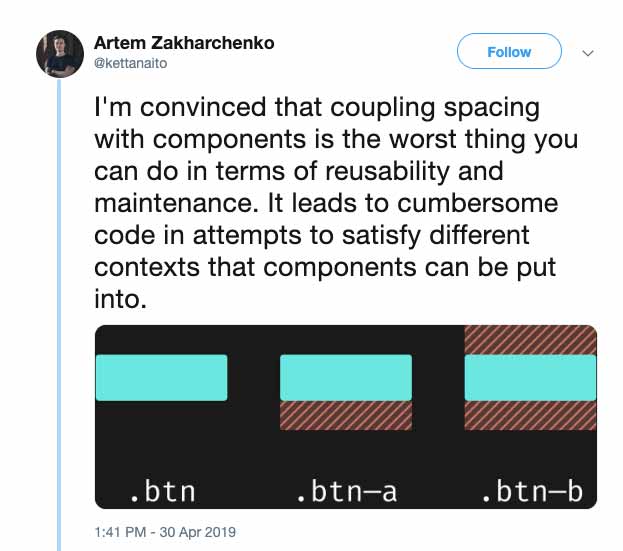 Artem Zakharchenko
@kettanaito
Follow
I'm convinced that coupling spacing
with components is the worst thing you
can do in terms of reusability and
maintenance. It leads to cumbersome
code in attempts to satisfy different
contexts that components can be put
into.
.btn
.btn-a
.btn-b
1:41 PM - 30 Apr 2019